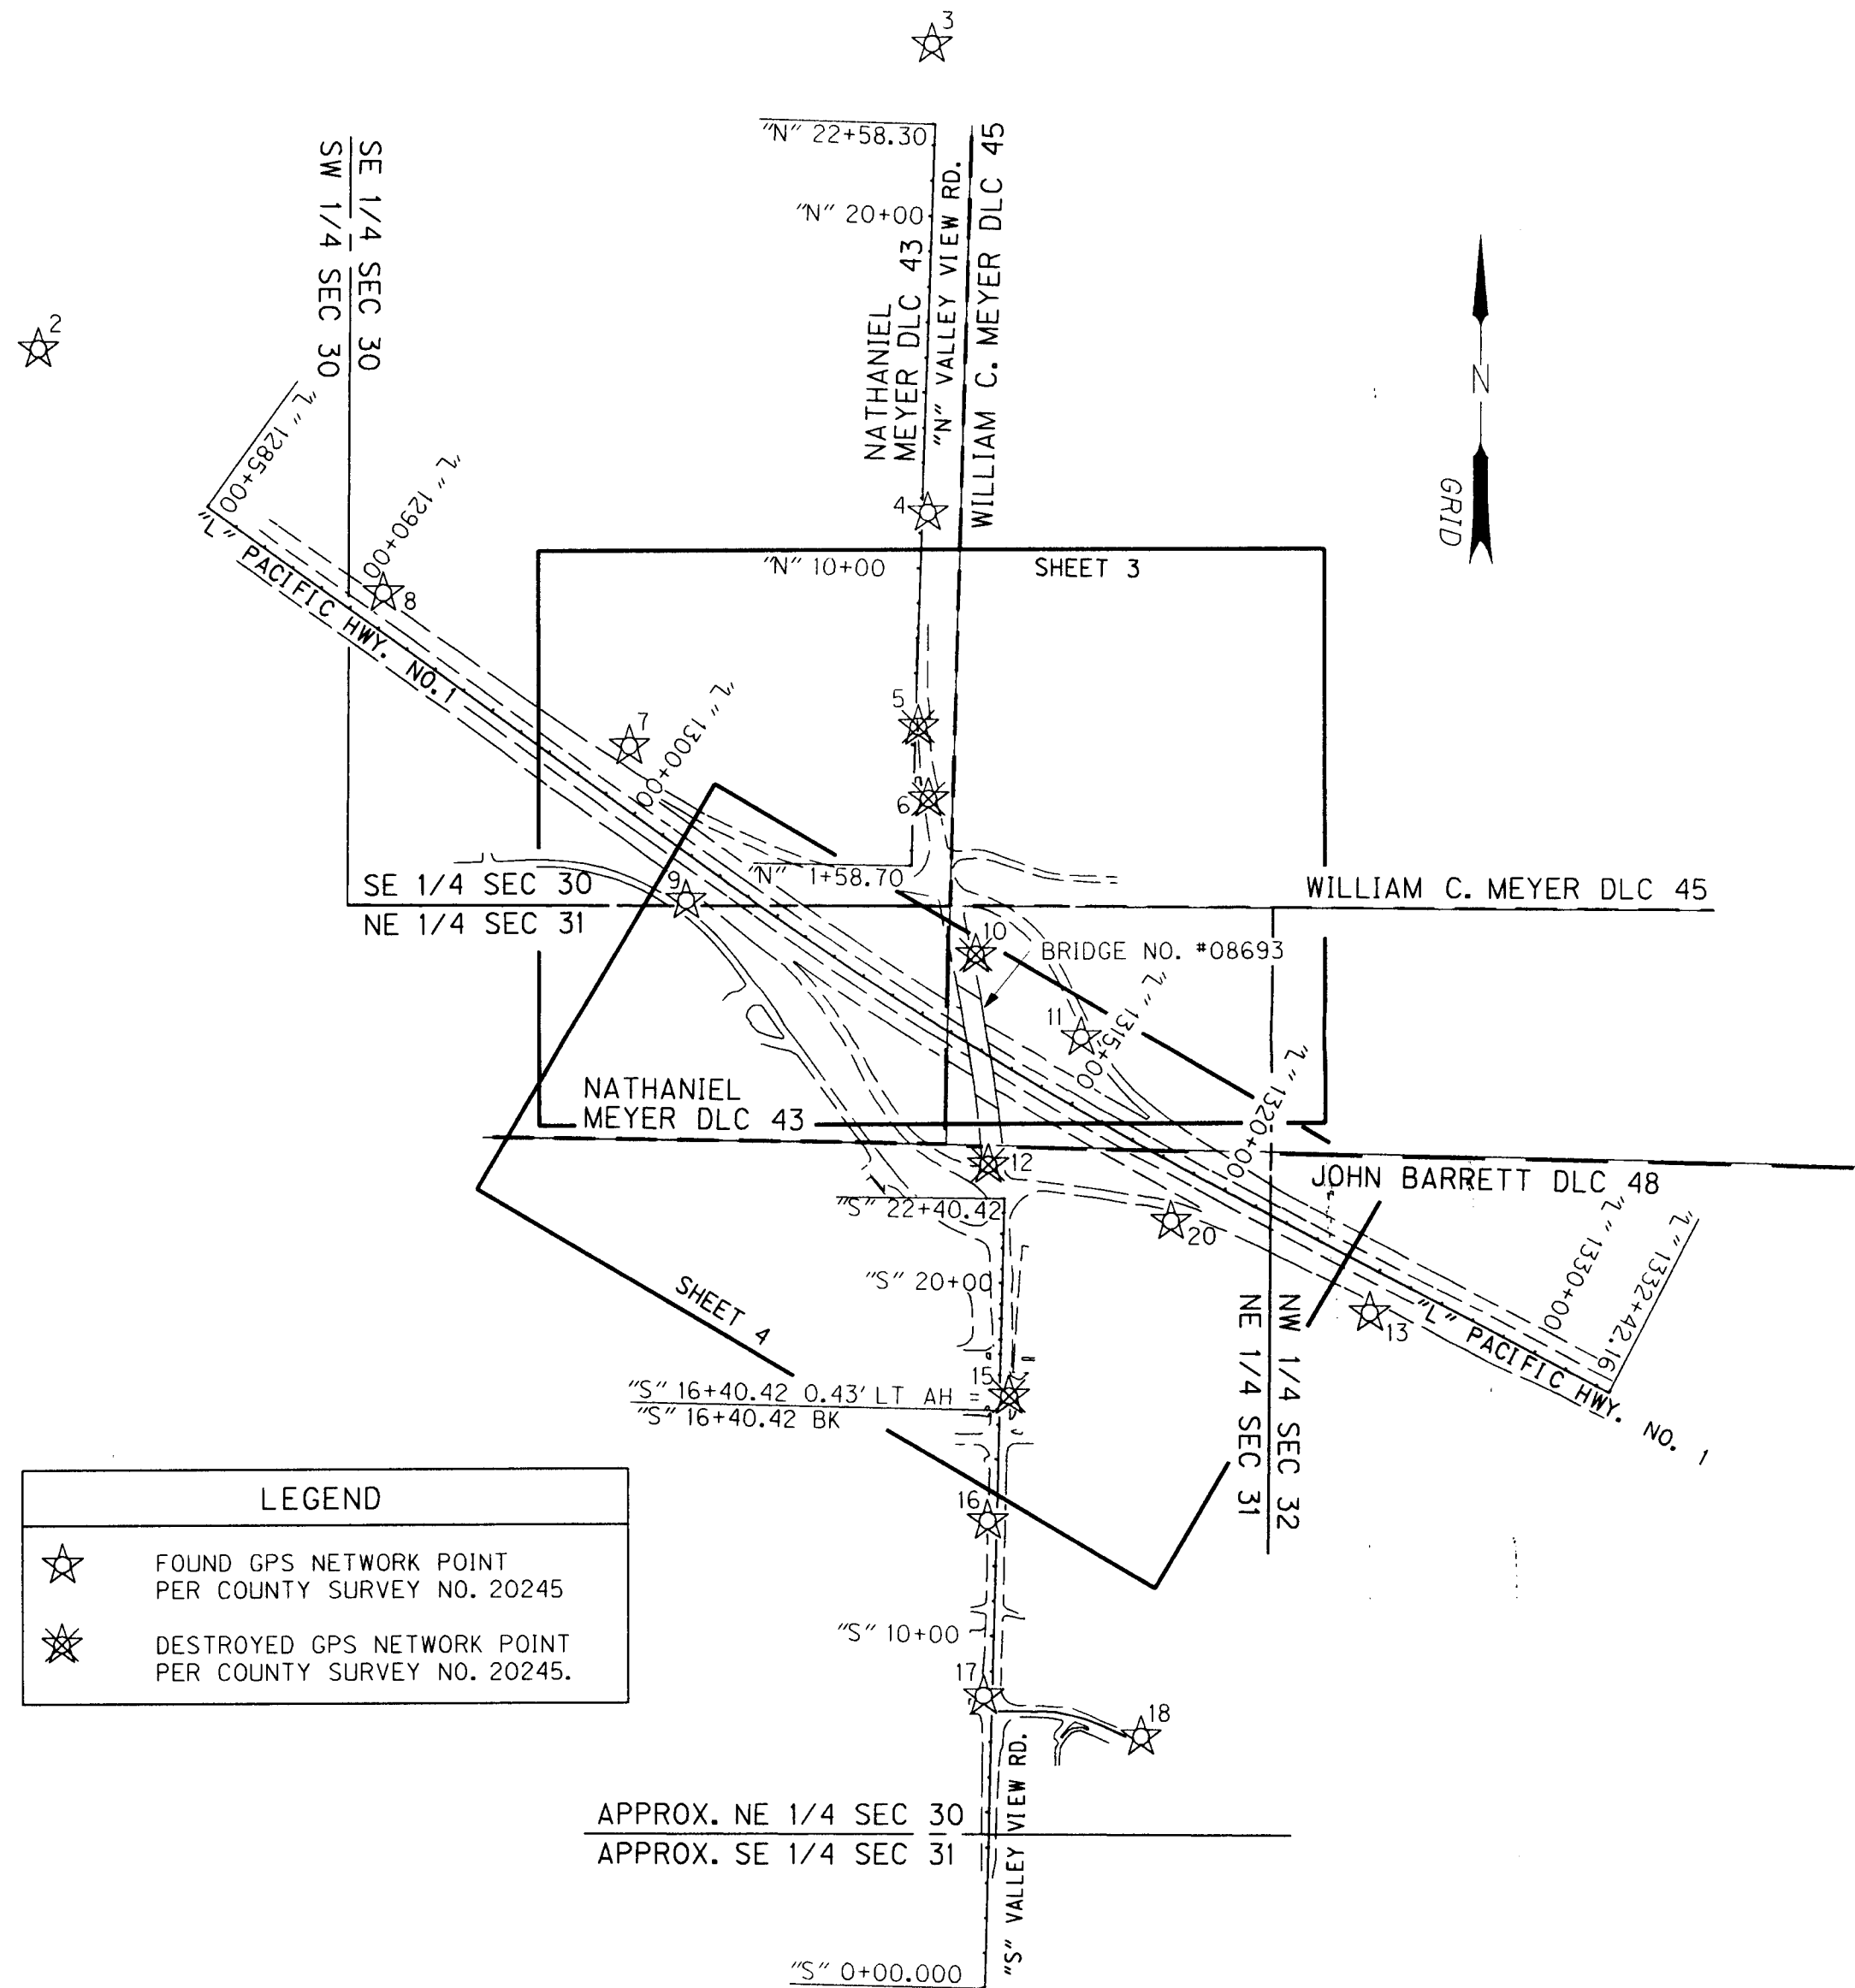 3
"N" 22+58.30
"N" 20+00
NATHANIEL
MEYER DLC 43
"N" VALLEY VIEW RD.
WILLIAM C. MEYER DLC 45
SE 1/4 SEC 30
SW 1/4 SEC 30
2
N
GRID
"L" 1285+00
"L" 1290+00
"L" PACIFIC HWY. NO. 1
8
4
"N" 10+00
SHEET 3
5
7
"L" 1300+00
6
"N" 1+58.70
9
SE 1/4 SEC 30
NE 1/4 SEC 31
WILLIAM C. MEYER DLC 45
10
BRIDGE NO. #08693
11
"L" 1315+00
"L" 1320+00
NATHANIEL
MEYER DLC 43
12
JOHN BARRETT DLC 48
"S" 22+40.42
20
"L" 1330+00
"L" 1332+42.16
"S" 20+00
SHEET 4
13
"L" PACIFIC HWY. NO. 1
NW 1/4 SEC 32
NE 1/4 SEC 31
15
"S" 16+40.42 0.43' LT AH =
"S" 16+40.42 BK
16
LEGEND
FOUND GPS NETWORK POINT
PER COUNTY SURVEY NO. 20245
DESTROYED GPS NETWORK POINT
PER COUNTY SURVEY NO. 20245.
"S" 10+00
17
18
"S" VALLEY VIEW RD.
APPROX. NE 1/4 SEC 30
APPROX. SE 1/4 SEC 31
"S" 0+00.000